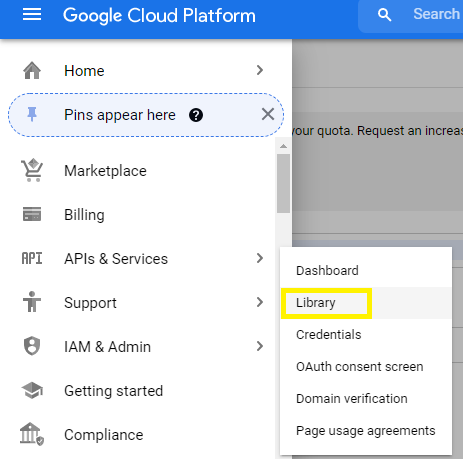 Google Cloud Platform
Search
Home
Pins appear here ?
your quota. Request an increas
Marketplace
Billing
API APIs & Services
Support
IAM & Admin
Getting started
Compliance
Dashboard
Library
Credentials
OAuth consent screen
Domain verification
Page usage agreements